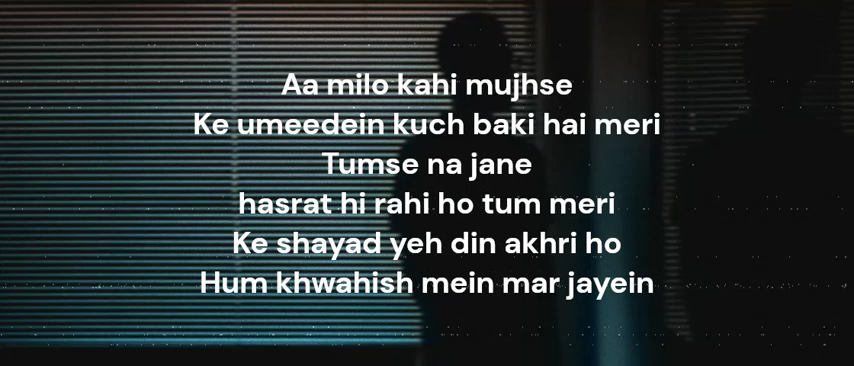 Aa milo kahi mujhse
Ke umeedein kuch baki hai meri
Tumse na jane
hasrat hi rahi ho tum meri
Ke shayad yeh din akhri ho
Hum khwahish mein mar jayein